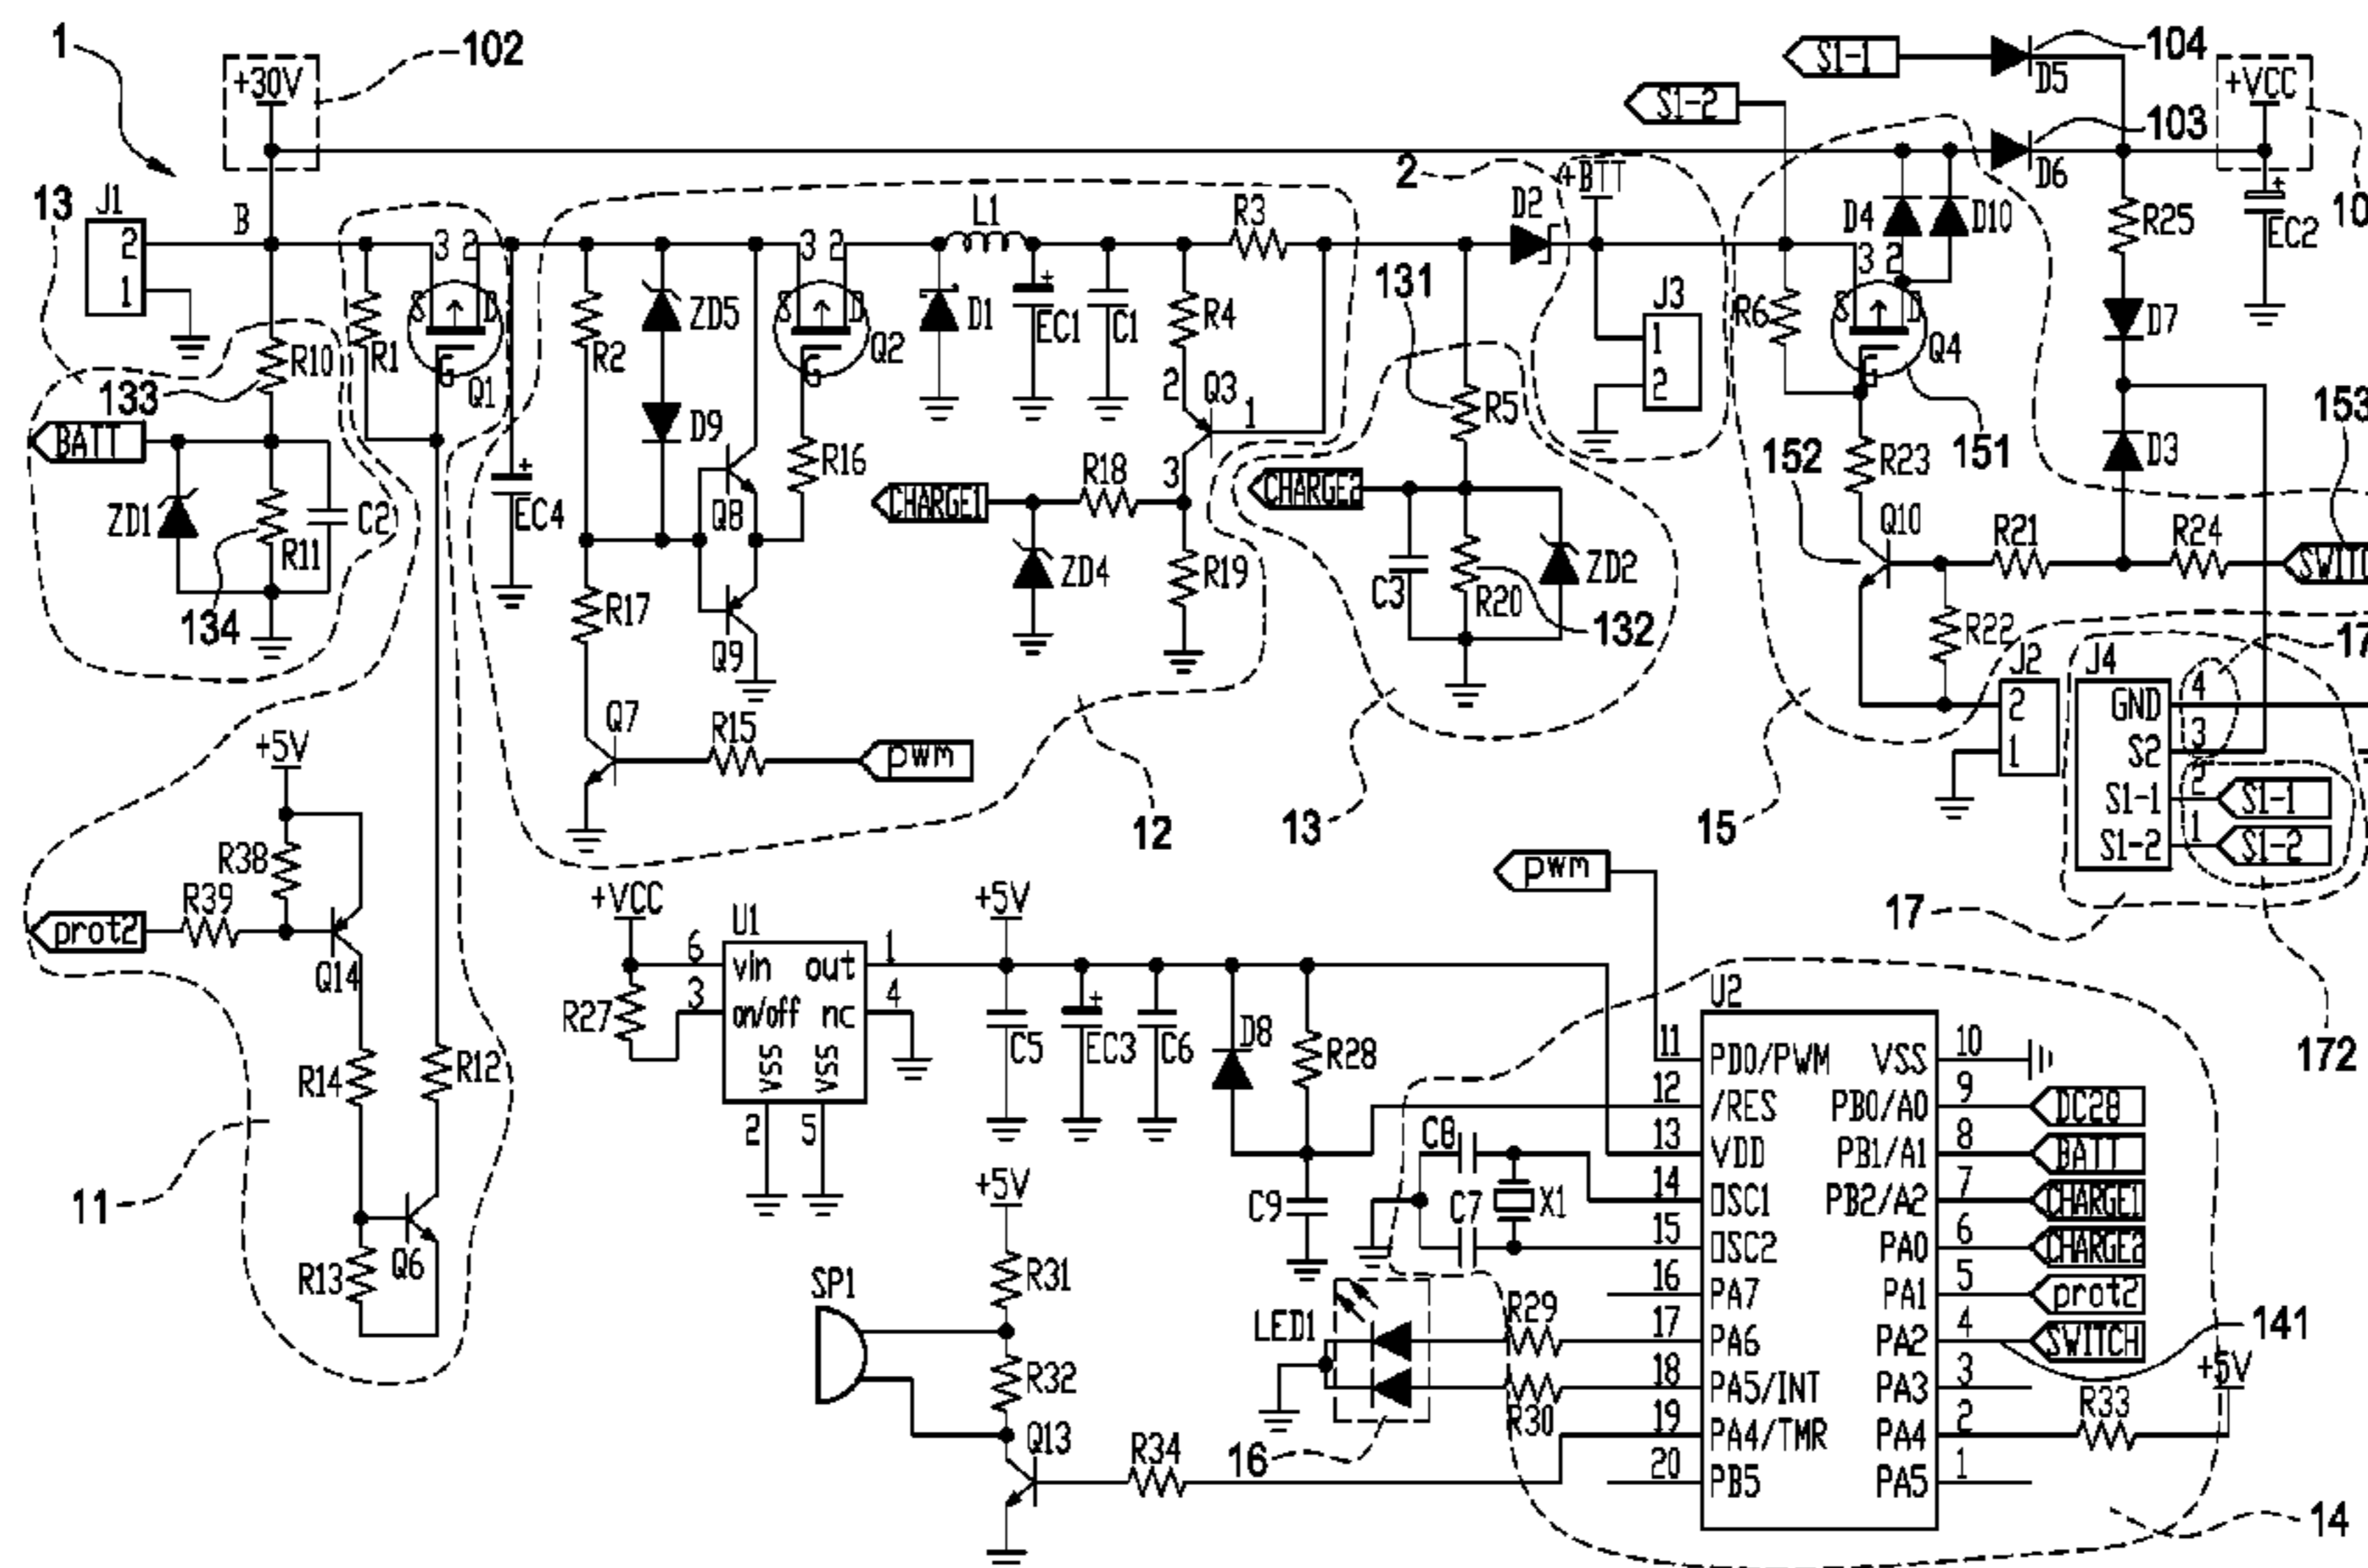 1
102
+30V
S1-1
104
D5
+VCC
S1-2
103
D6
2
+BTT
13
J1
B
L1
R3
D2
D4
D10
R25
10
EC2
2
1
3 2
S D
G
R1
Q1
R10
133
R2
ZD5
3 2
S D
G
Q2
D1
EC1
C1
R4
2
Q3
1
3
131
R5
J3
1
2
R6
3 2
S D
G
Q4
D7
153
BATT
ZD1
134
R11
C2
EC4
D9
R16
Q8
CHARGE1
R18
CHARGE2
152
R23
151
D3
Q10
R21
R24
ZD4
R19
C3
R20
ZD2
132
R17
Q9
R22
J2
J4
17
2
1
GND
S2
S1-1
S1-2
4
3
2
1
S1-1
S1-2
Q7
R15
pwm
12
13
15
+5V
R38
prot2
R39
Q14
+VCC
U1
+5V
pwm
17
172
6
3
vin out
on/off nc
vss vss
1
4
2 5
R27
C5
EC3
C6
D8
R28
U2
R14
R12
11
+5V
C9
C8
C7
X1
11 PD0/PWM VSS 10
12 /RES PB0/A0 9 DC28
13 VDD PB1/A1 8 BATT
14 OSC1 PB2/A2 7 CHARGE1
15 OSC2 PA0 6 CHARGE2
16 PA7 PA1 5 prot2
17 PA6 PA2 4 SWITCH
18 PA5/INT PA3 3
19 PA4/TMR PA4 2
20 PB5 PA5 1
141
+5V
R33
R13
Q6
SP1
R31
R32
LED1
R29
R30
Q13
R34
16
14